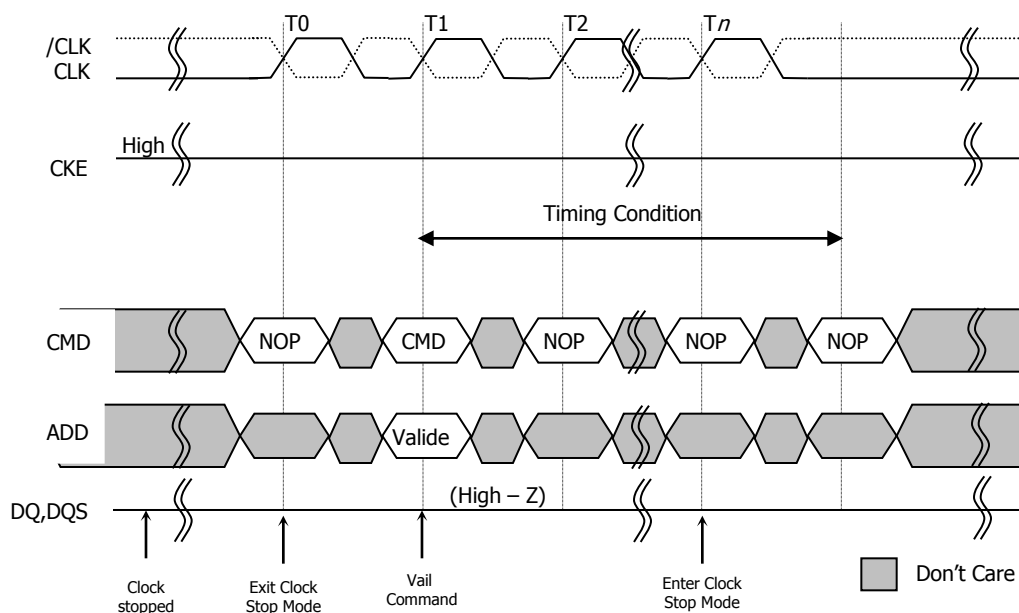 T0 T1 T2 Tn
/CLK
CLK
High
CKE
Timing Condition
CMD NOP CMD NOP NOP NOP
ADD Valide
(High – Z)
DQ,DQS
Clock
stopped
Exit Clock
Stop Mode
Vail
Command
Enter Clock
Stop Mode
Don't Care